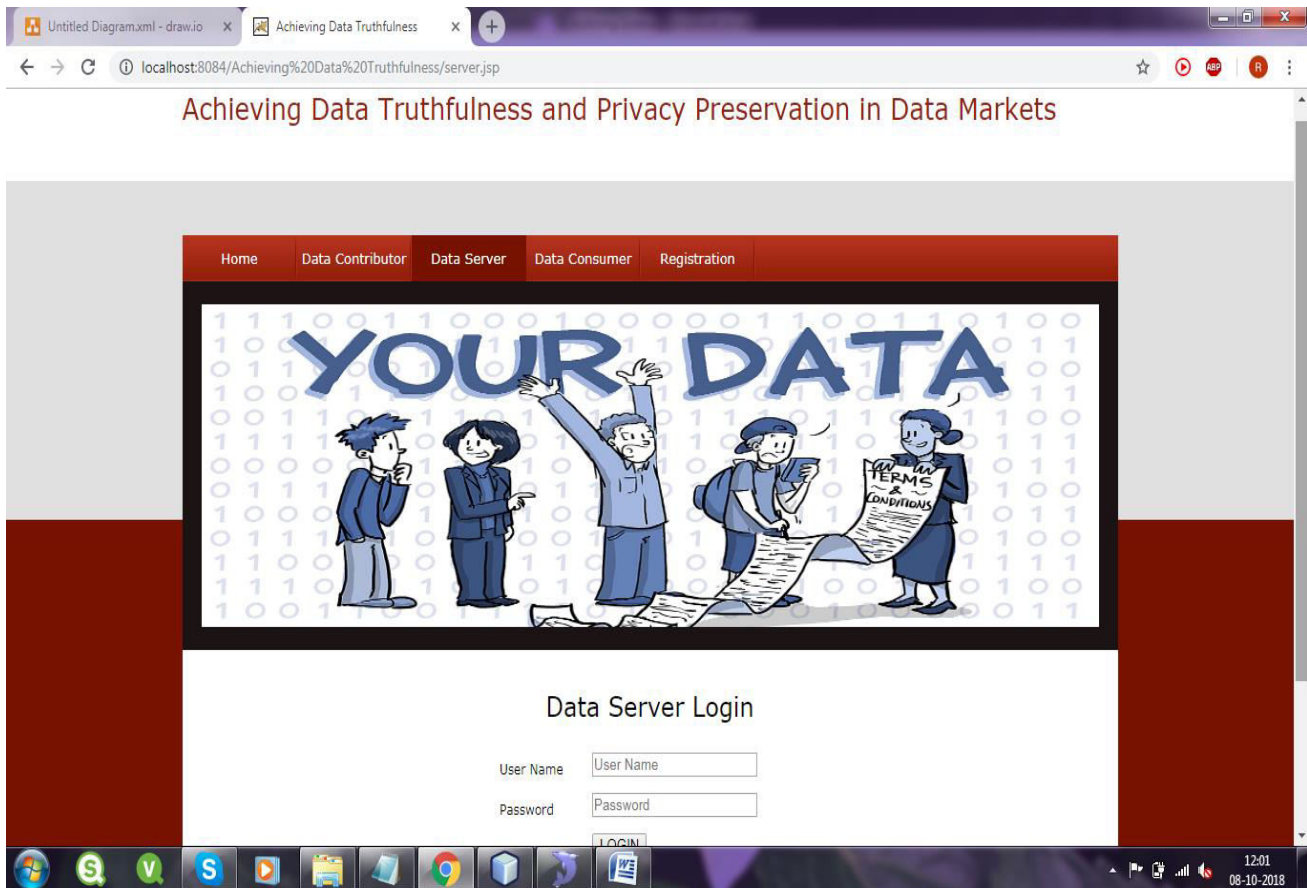 Untitled Diagram.xml - draw.io
Achieving Data Truthfulness
localhost:8084/Achieving%20Data%20Truthfulness/server.jsp
ABP
R
Achieving Data Truthfulness and Privacy Preservation in Data Markets
Home Data Contributor Data Server Data Consumer Registration
YOUR DATA
TERMS
&
CONDITIONS
Data Server Login
User Name User Name
Password Password
LOGIN
12:01
08-10-2018